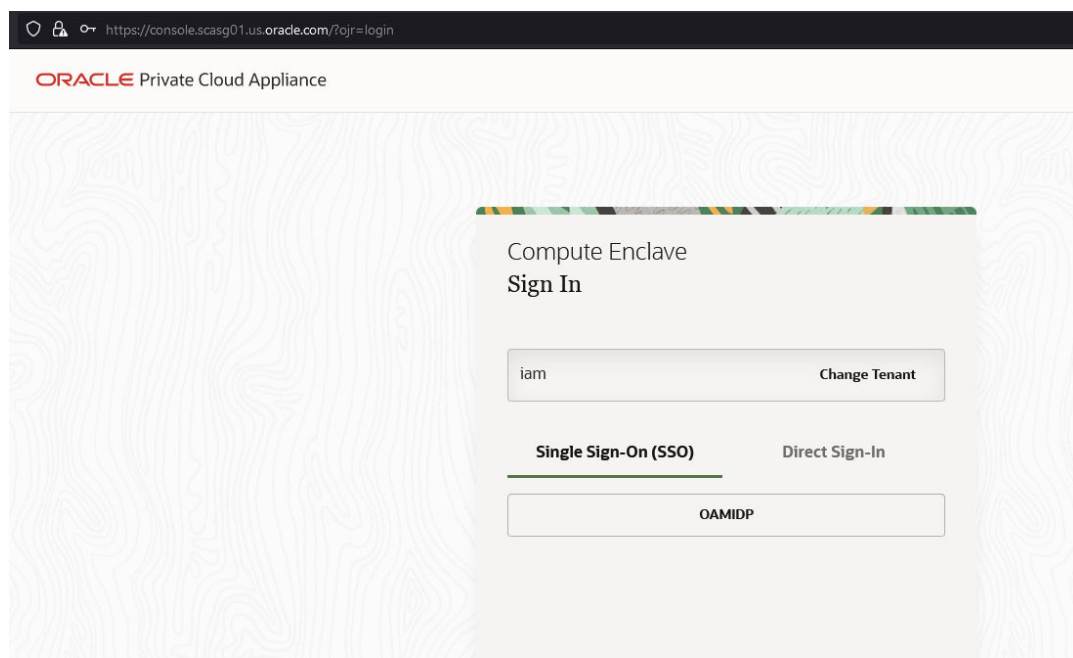 https://console.scasg01.us.oracle.com/?ojr=login
ORACLE Private Cloud Appliance
Compute Enclave
Sign In
iam Change Tenant
Single Sign-On (SSO) Direct Sign-In
OAMIDP